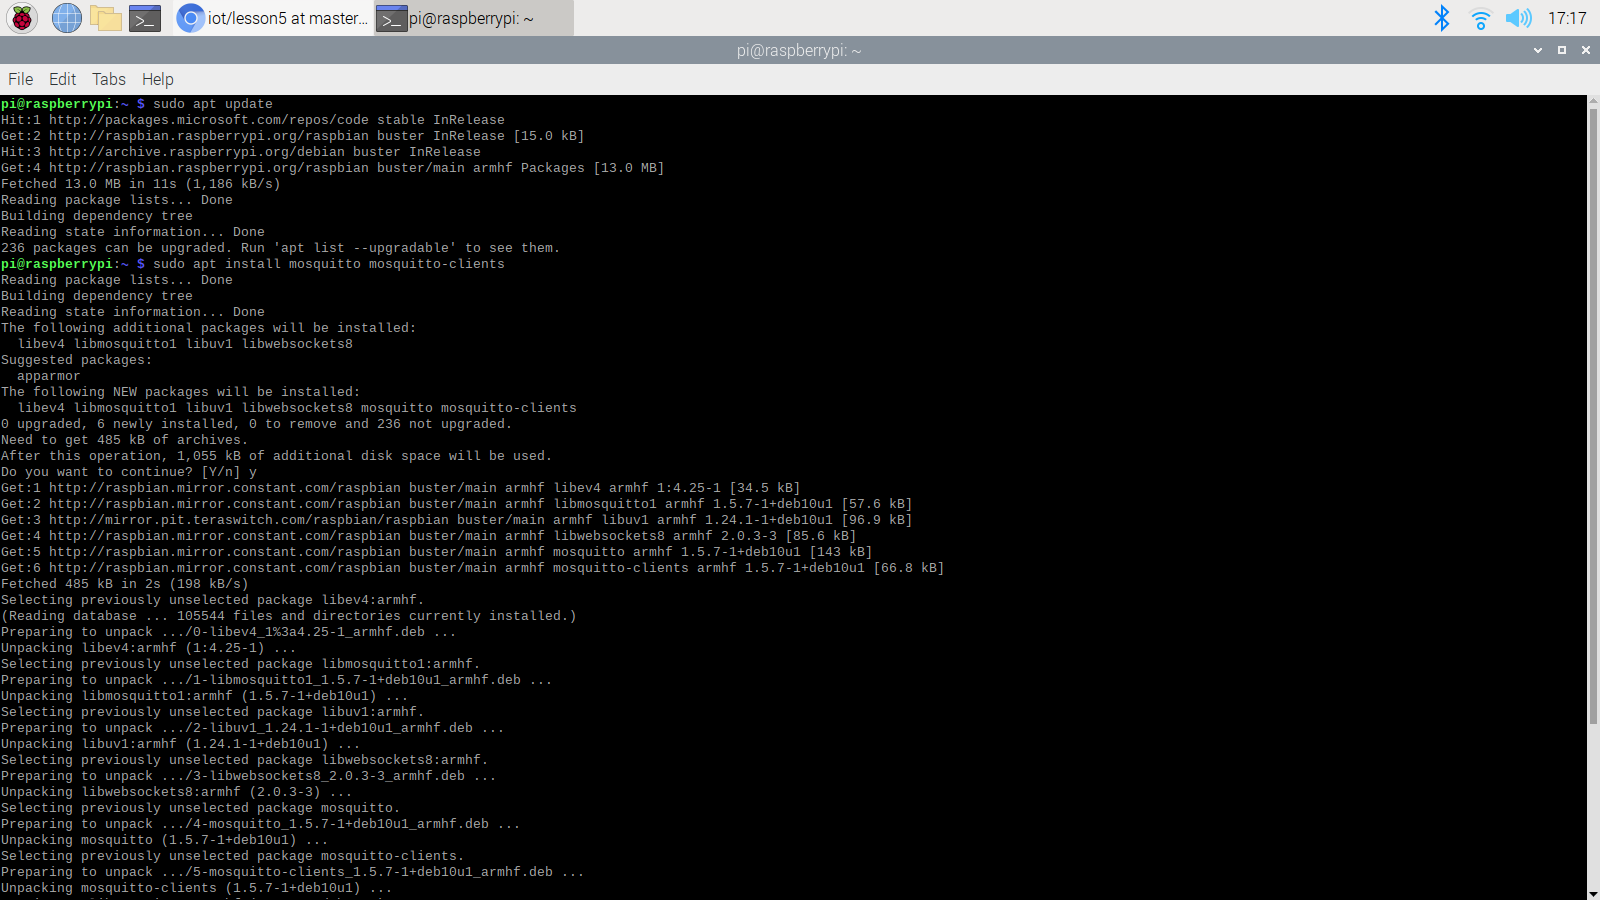 iot/lesson5 at master...
pi@raspberrypi: ~
17:17
pi@raspberrypi: ~
File Edit Tabs Help
pi@raspberrypi:~ $ sudo apt update
Hit:1 http://packages.microsoft.com/repos/code stable InRelease
Get:2 http://raspbian.raspberrypi.org/raspbian buster InRelease [15.0 kB]
Hit:3 http://archive.raspberrypi.org/debian buster InRelease
Get:4 http://raspbian.raspberrypi.org/raspbian buster/main armhf Packages [13.0 MB]
Fetched 13.0 MB in 11s (1,186 kB/s)
Reading package lists... Done
Building dependency tree
Reading state information... Done
236 packages can be upgraded. Run 'apt list --upgradable' to see them.
pi@raspberrypi:~ $ sudo apt install mosquitto mosquitto-clients
Reading package lists... Done
Building dependency tree
Reading state information... Done
The following additional packages will be installed:
  libev4 libmosquitto1 libuv1 libwebsockets8
Suggested packages:
  apparmor
The following NEW packages will be installed:
  libev4 libmosquitto1 libuv1 libwebsockets8 mosquitto mosquitto-clients
0 upgraded, 6 newly installed, 0 to remove and 236 not upgraded.
Need to get 485 kB of archives.
After this operation, 1,055 kB of additional disk space will be used.
Do you want to continue? [Y/n] y
Get:1 http://raspbian.mirror.constant.com/raspbian buster/main armhf libev4 armhf 1:4.25-1 [34.5 kB]
Get:2 http://raspbian.mirror.constant.com/raspbian buster/main armhf libmosquitto1 armhf 1.5.7-1+deb10u1 [57.6 kB]
Get:3 http://mirror.pit.teraswitch.com/raspbian/raspbian buster/main armhf libuv1 armhf 1.24.1-1+deb10u1 [96.9 kB]
Get:4 http://raspbian.mirror.constant.com/raspbian buster/main armhf libwebsockets8 armhf 2.0.3-3 [85.6 kB]
Get:5 http://raspbian.mirror.constant.com/raspbian buster/main armhf mosquitto armhf 1.5.7-1+deb10u1 [143 kB]
Get:6 http://raspbian.mirror.constant.com/raspbian buster/main armhf mosquitto-clients armhf 1.5.7-1+deb10u1 [66.8 kB]
Fetched 485 kB in 2s (198 kB/s)
Selecting previously unselected package libev4:armhf.
(Reading database ... 105544 files and directories currently installed.)
Preparing to unpack .../0-libev4_1%3a4.25-1_armhf.deb ...
Unpacking libev4:armhf (1:4.25-1) ...
Selecting previously unselected package libmosquitto1:armhf.
Preparing to unpack .../1-libmosquitto1_1.5.7-1+deb10u1_armhf.deb ...
Unpacking libmosquitto1:armhf (1.5.7-1+deb10u1) ...
Selecting previously unselected package libuv1:armhf.
Preparing to unpack .../2-libuv1_1.24.1-1+deb10u1_armhf.deb ...
Unpacking libuv1:armhf (1.24.1-1+deb10u1) ...
Selecting previously unselected package libwebsockets8:armhf.
Preparing to unpack .../3-libwebsockets8_2.0.3-3_armhf.deb ...
Unpacking libwebsockets8:armhf (2.0.3-3) ...
Selecting previously unselected package mosquitto.
Preparing to unpack .../4-mosquitto_1.5.7-1+deb10u1_armhf.deb ...
Unpacking mosquitto (1.5.7-1+deb10u1) ...
Selecting previously unselected package mosquitto-clients.
Preparing to unpack .../5-mosquitto-clients_1.5.7-1+deb10u1_armhf.deb ...
Unpacking mosquitto-clients (1.5.7-1+deb10u1) ...